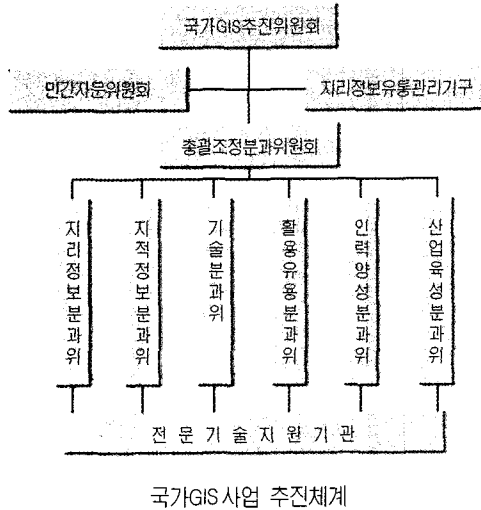 국가GIS추진위원회
민간자문위원회
지리정보유통관리기구
총괄조정분과위원회
지리정보분과위
지적정보분과위
기술분과위
활용유용분과위
인력양성분과위
산업육성분과위
전 문 기 술 지 원 기 관
국가GIS사업 추진체계